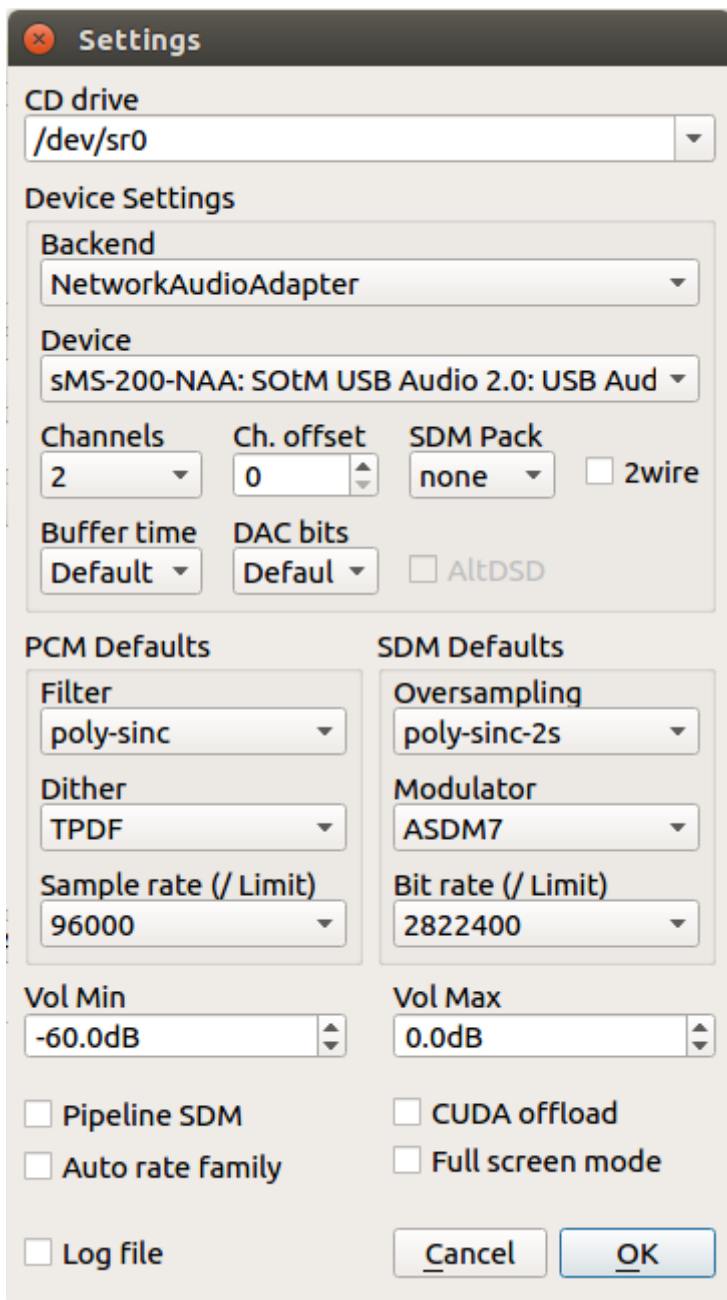 Settings
CD drive
/dev/sr0
Device Settings
Backend
NetworkAudioAdapter
Device
sMS-200-NAA: SOtM USB Audio 2.0: USB Aud
Channels Ch. offset SDM Pack
2 0 none 2wire
Buffer time DAC bits
Default Defaul AltDSD
PCM Defaults SDM Defaults
Filter Oversampling
poly-sinc poly-sinc-2s
Dither Modulator
TPDF ASDM7
Sample rate (/ Limit) Bit rate (/ Limit)
96000 2822400
Vol Min Vol Max
-60.0dB 0.0dB
Pipeline SDM CUDA offload
Auto rate family Full screen mode
Log file Cancel OK